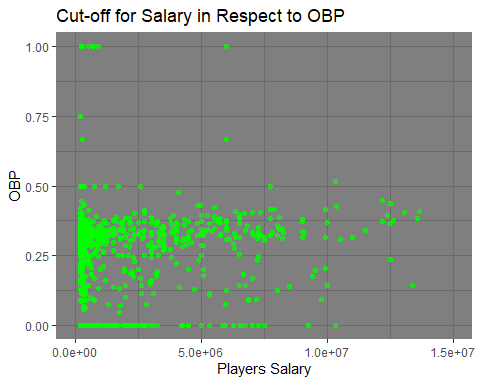 Cut-off for Salary in Respect to OBP
1.00
0.75
0.50
0.25
0.00
OBP
0.0e+00 5.0e+06 1.0e+07 1.5e+07
Players Salary